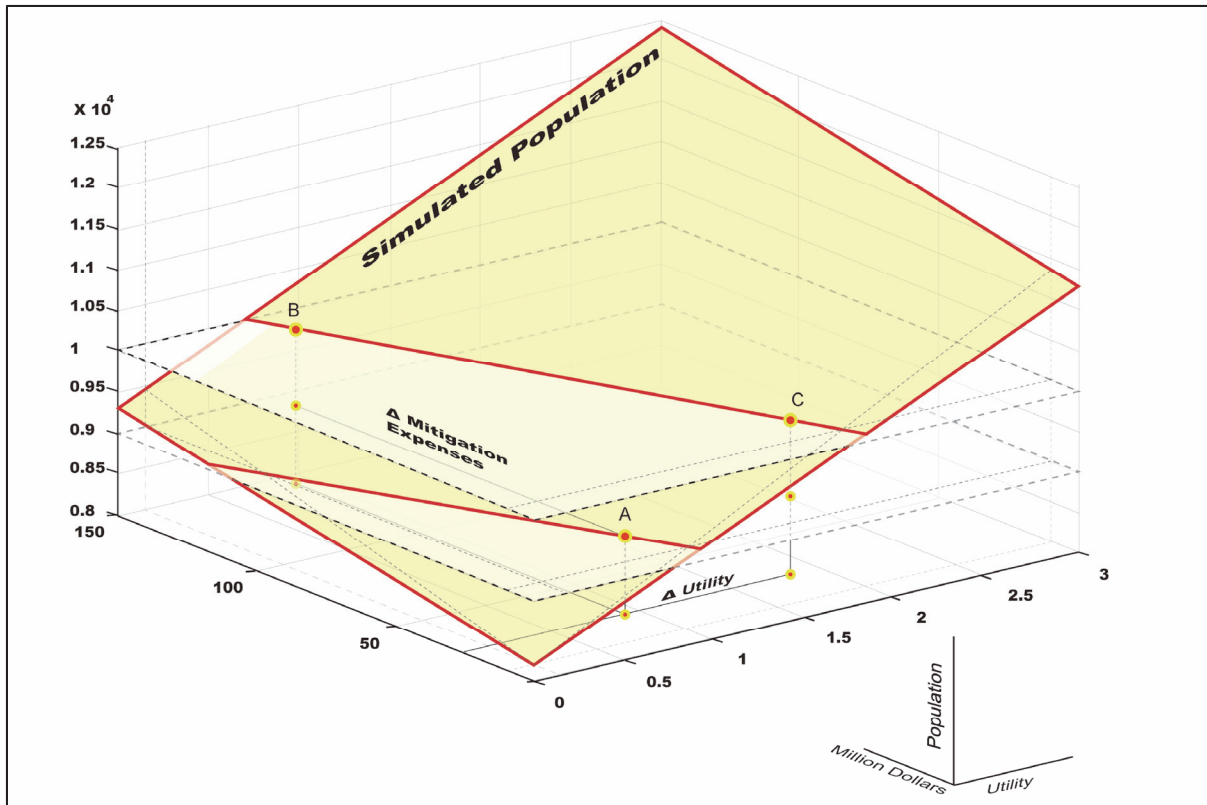 Simulated Population
X 10⁴
1.25
1.2
1.15
1.1
1.05
1
0.95
0.9
0.85
0.8
B
C
A
Δ Mitigation
Expenses
Δ Utility
150
100
50
0
0.5
1
1.5
2
2.5
3
Population
Million Dollars
Utility